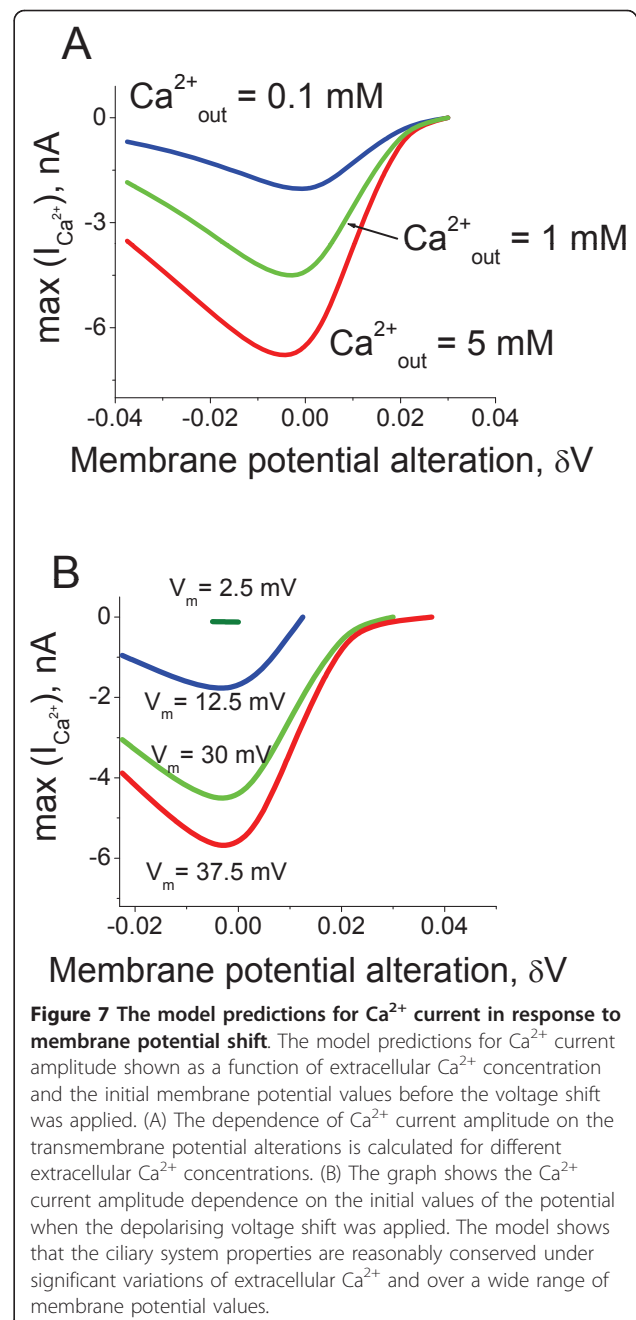 A
Ca²⁺out = 0.1 mM
0
-3
-6
max (I Ca²⁺), nA
Ca²⁺out = 1 mM
Ca²⁺out = 5 mM
-0.04 -0.02 0.00 0.02 0.04
Membrane potential alteration, δV
B
Vm = 2.5 mV
0
-2
-4
-6
max (I Ca²⁺), nA
Vm = 12.5 mV
Vm = 30 mV
Vm = 37.5 mV
-0.02 0.00 0.02 0.04
Membrane potential alteration, δV
Figure 7 The model predictions for Ca²⁺ current in response to
membrane potential shift. The model predictions for Ca²⁺ current
amplitude shown as a function of extracellular Ca²⁺ concentration
and the initial membrane potential values before the voltage shift
was applied. (A) The dependence of Ca²⁺ current amplitude on the
transmembrane potential alterations is calculated for different
extracellular Ca²⁺ concentrations. (B) The graph shows the Ca²⁺
current amplitude dependence on the initial values of the potential
when the depolarising voltage shift was applied. The model shows
that the ciliary system properties are reasonably conserved under
significant variations of extracellular Ca²⁺ and over a wide range of
membrane potential values.